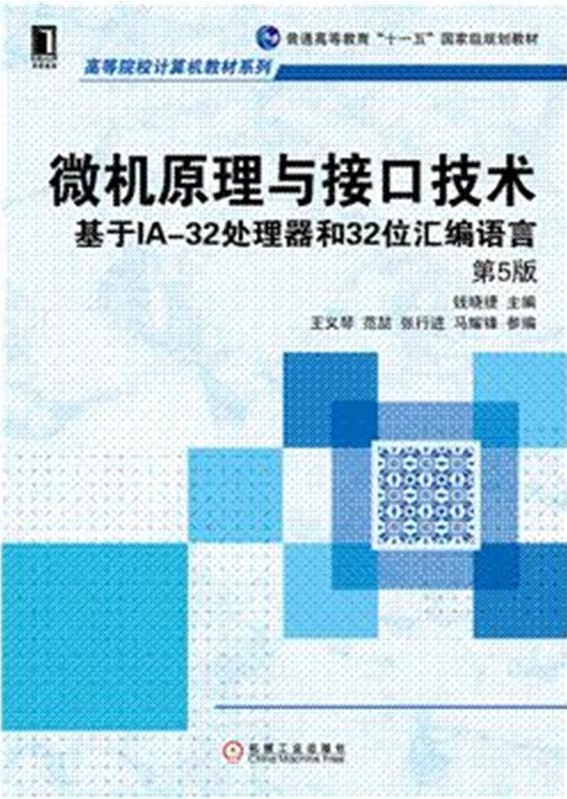 普通高等教育“十一五”国家级规划教材
高等院校计算机教材系列
微机原理与接口技术
基于IA-32处理器和32位汇编语言
第5版
钱晓捷 主编
王义琴 范喆 张行进 马耀锋 参编
机械工业出版社
China Machine Press